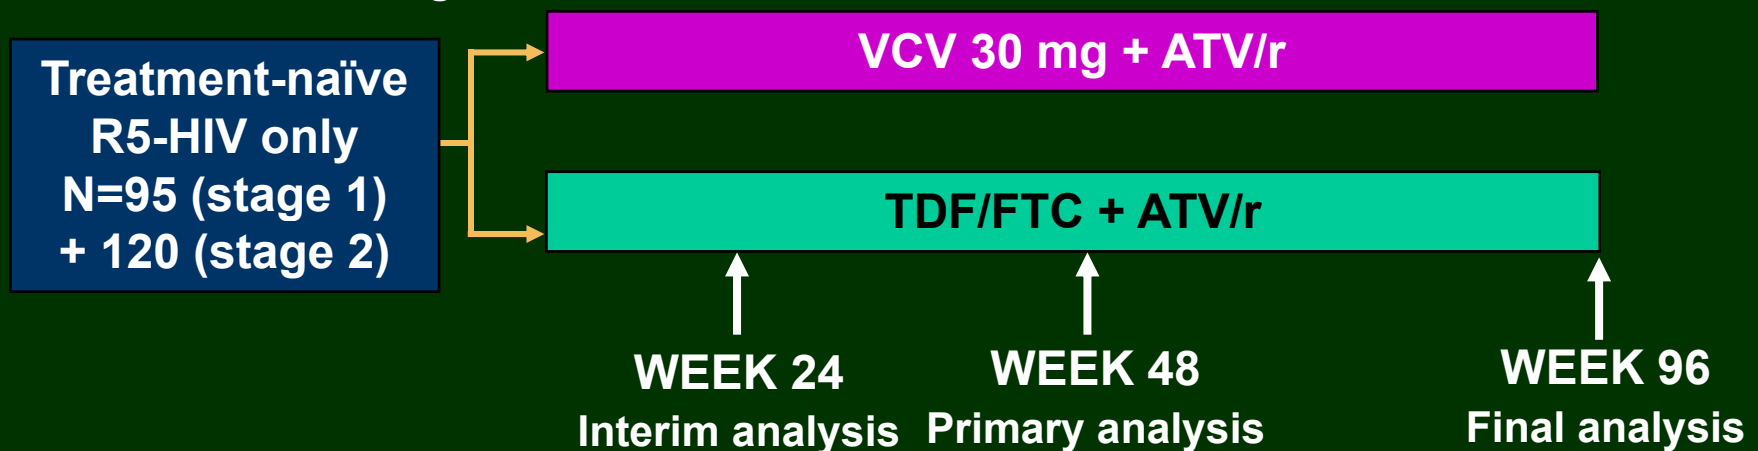 Treatment-naïve
R5-HIV only
N=95 (stage 1)
+ 120 (stage 2)
VCV 30 mg + ATV/r
TDF/FTC + ATV/r
WEEK 24
Interim analysis
WEEK 48
Primary analysis
WEEK 96
Final analysis